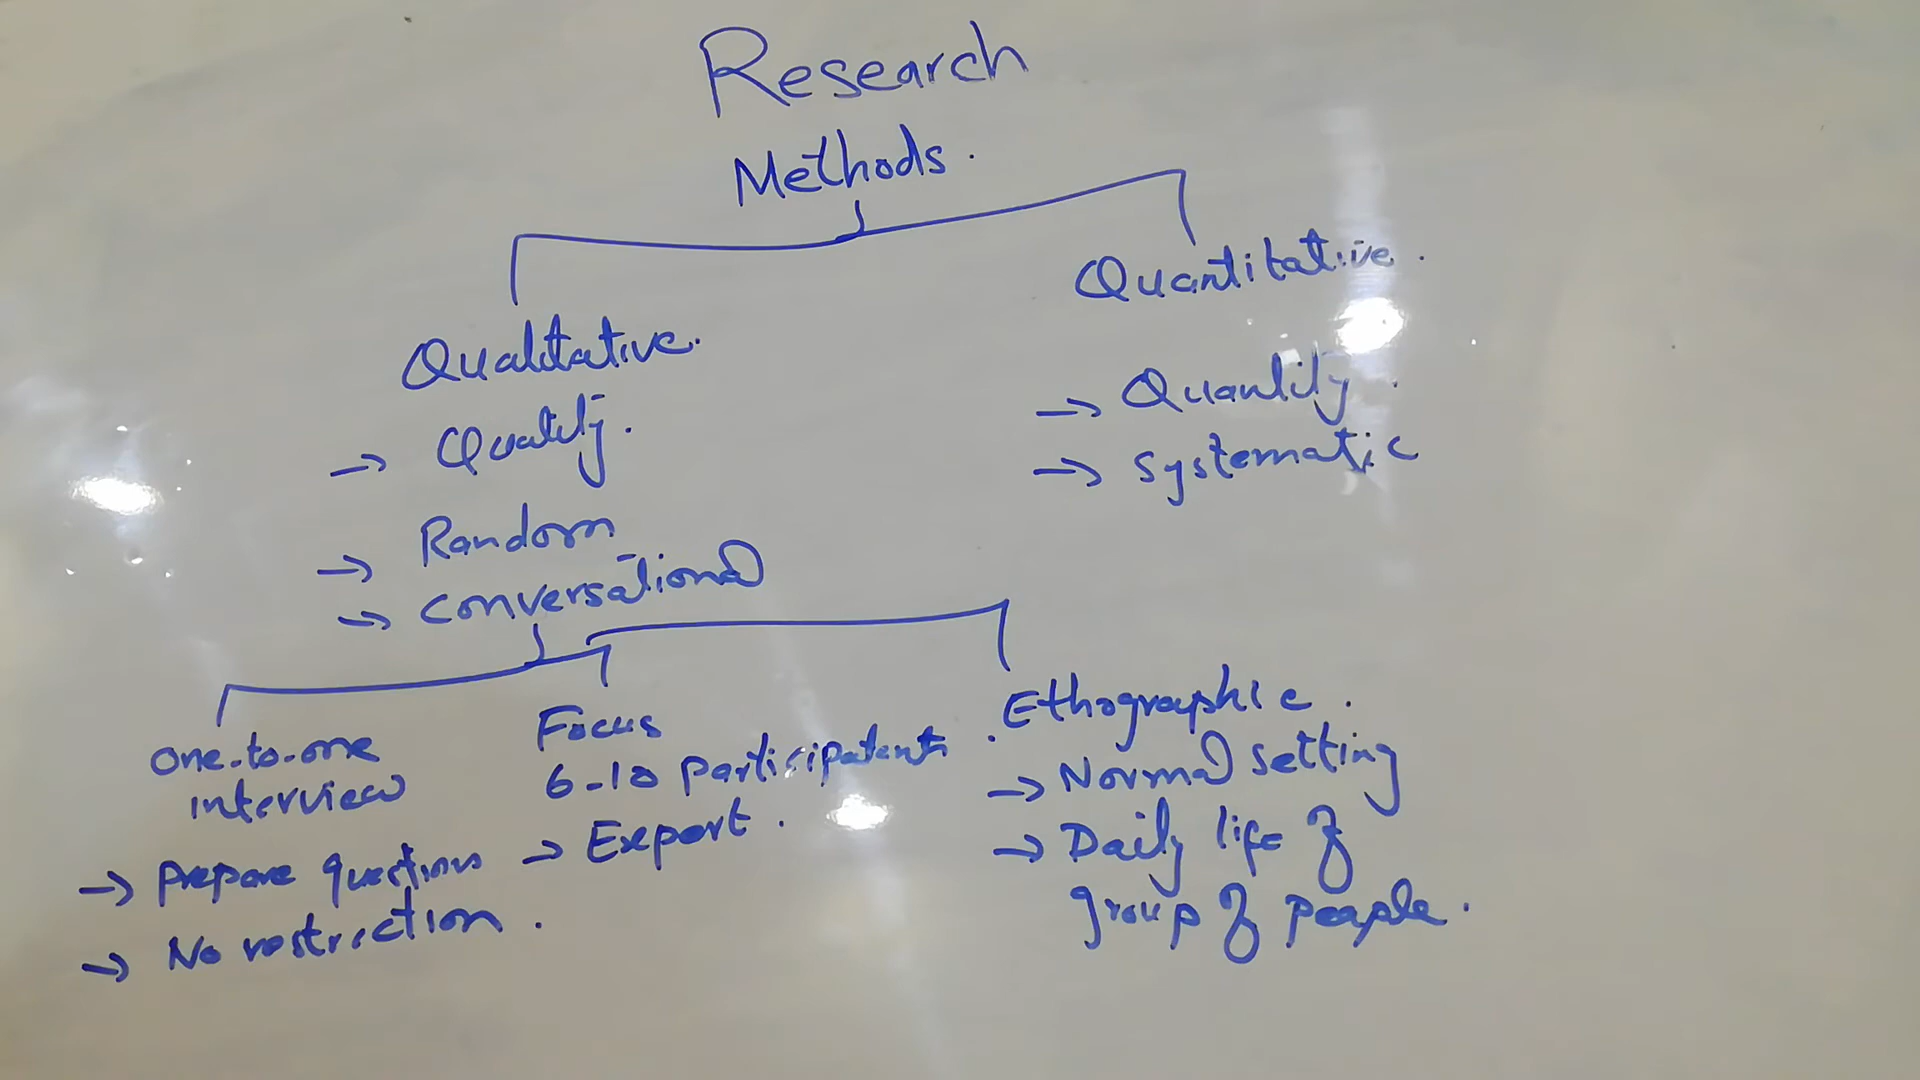 Research
Methods.
Qualitative.
→ Quality.
→ Random
→ Conversational
Quantitative.
→ Quantity.
→ Systematic
One-to-one
interview
→ Prepare questions
→ No restriction.
Focus
6-10 participatents.
→ Expert.
Ethographic.
→ Normal setting
→ Daily life of
group of people.